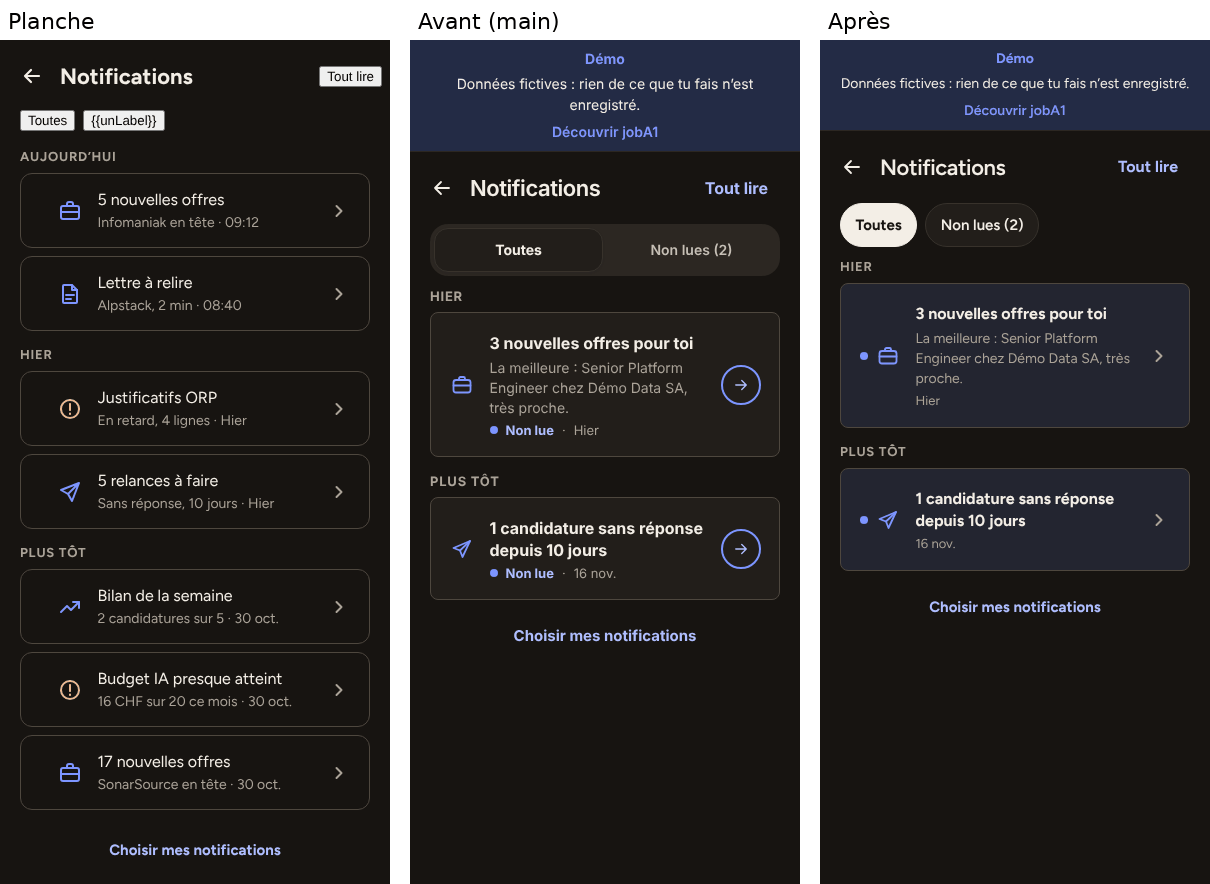 Planche
Notifications
Tout lire
Toutes
{{unLabel}}
AUJOURD’HUI
5 nouvelles offres
Infomaniak en tête · 09:12
Lettre à relire
Alpstack, 2 min · 08:40
HIER
Justificatifs ORP
En retard, 4 lignes · Hier
5 relances à faire
Sans réponse, 10 jours · Hier
PLUS TÔT
Bilan de la semaine
2 candidatures sur 5 · 30 oct.
Budget IA presque atteint
16 CHF sur 20 ce mois · 30 oct.
17 nouvelles offres
SonarSource en tête · 30 oct.
Choisir mes notifications
Avant (main)
Démo
Données fictives : rien de ce que tu fais n’est
enregistré.
Découvrir jobA1
Notifications
Tout lire
Toutes
Non lues (2)
HIER
3 nouvelles offres pour toi
La meilleure : Senior Platform
Engineer chez Démo Data SA,
très proche.
Non lue · Hier
PLUS TÔT
1 candidature sans réponse
depuis 10 jours
Non lue · 16 nov.
Choisir mes notifications
Après
Démo
Données fictives : rien de ce que tu fais n’est enregistré.
Découvrir jobA1
Notifications
Tout lire
Toutes
Non lues (2)
HIER
3 nouvelles offres pour toi
La meilleure : Senior Platform
Engineer chez Démo Data SA, très
proche.
Hier
PLUS TÔT
1 candidature sans réponse
depuis 10 jours
16 nov.
Choisir mes notifications